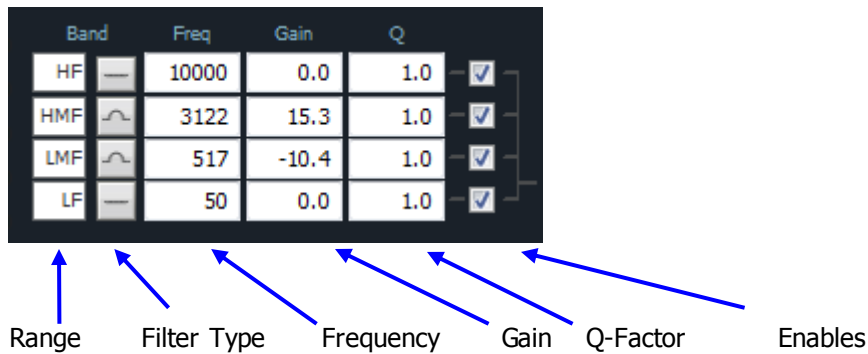 Band Freq Gain Q
HF 10000 0.0 1.0
HMF 3122 15.3 1.0
LMF 517 -10.4 1.0
LF 50 0.0 1.0
Range Filter Type Frequency Gain Q-Factor Enables